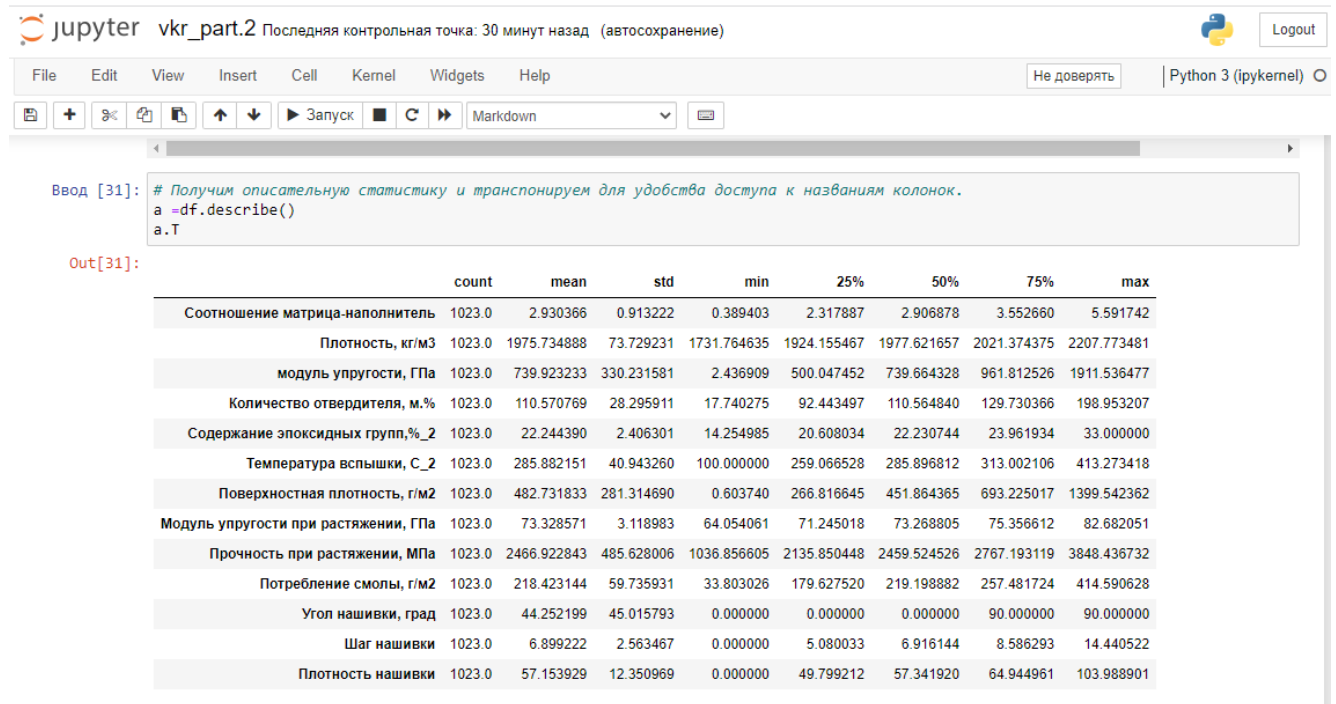 jupyter vkr_part.2 Последняя контрольная точка: 30 минут назад (автосохранение) Logout
File Edit View Insert Cell Kernel Widgets Help Не доверять Python 3 (ipykernel)
Запуск Markdown
Ввод [31]: # Получим описательную статистику и транспонируем для удобства доступа к названиям колонок.
a =df.describe()
a.T
Out[31]:
count mean std min 25% 50% 75% max
Соотношение матрица-наполнитель 1023.0 2.930366 0.913222 0.389403 2.317887 2.906878 3.552660 5.591742
Плотность, кг/м3 1023.0 1975.734888 73.729231 1731.764635 1924.155467 1977.621657 2021.374375 2207.773481
модуль упругости, ГПа 1023.0 739.923233 330.231581 2.436909 500.047452 739.664328 961.812526 1911.536477
Количество отвердителя, м.% 1023.0 110.570769 28.295911 17.740275 92.443497 110.564840 129.730366 198.953207
Содержание эпоксидных групп,%_2 1023.0 22.244390 2.406301 14.254985 20.608034 22.230744 23.961934 33.000000
Температура вспышки, С_2 1023.0 285.882151 40.943260 100.000000 259.066528 285.896812 313.002106 413.273418
Поверхностная плотность, г/м2 1023.0 482.731833 281.314690 0.603740 266.816645 451.864365 693.225017 1399.542362
Модуль упругости при растяжении, ГПа 1023.0 73.328571 3.118983 64.054061 71.245018 73.268805 75.356612 82.682051
Прочность при растяжении, МПа 1023.0 2466.922843 485.628006 1036.856605 2135.850448 2459.524526 2767.193119 3848.436732
Потребление смолы, г/м2 1023.0 218.423144 59.735931 33.803026 179.627520 219.198882 257.481724 414.590628
Угол нашивки, град 1023.0 44.252199 45.015793 0.000000 0.000000 0.000000 90.000000 90.000000
Шаг нашивки 1023.0 6.899222 2.563467 0.000000 5.080033 6.916144 8.586293 14.440522
Плотность нашивки 1023.0 57.153929 12.350969 0.000000 49.799212 57.341920 64.944961 103.988901